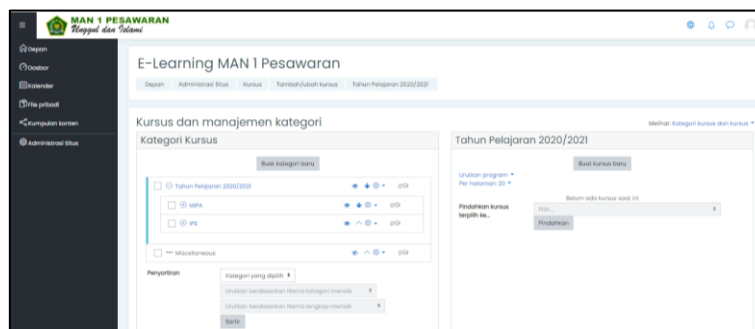 MAN 1 PESAWARAN
Unggul dan Islami
Depan
Dasbor
Kalender
File pribadi
Kumpulan konten
Administrasi Situs
E-Learning MAN 1 Pesawaran
Depan Administrasi Situs Kursus Tambah/ubah kursus Tahun Pelajaran 2020/2021
Kursus dan manajemen kategori
Melihat: Kategori kursus dan kursus
Kategori Kursus
Buat kategori baru
Tahun Pelajaran 2020/2021
MIPA
IPS
Miscellaneous
Penyortiran
Kategori yang dipilih
Urutkan berdasarkan Nama kategori menaik
Urutkan berdasarkan Nama lengkap menaik
Sortir
Tahun Pelajaran 2020/2021
Buat kursus baru
Urutkan program
Per halaman: 20
Belum ada kursus saat ini
Pindahkan kursus terpilih ke...
Pilih...
Pindahkan